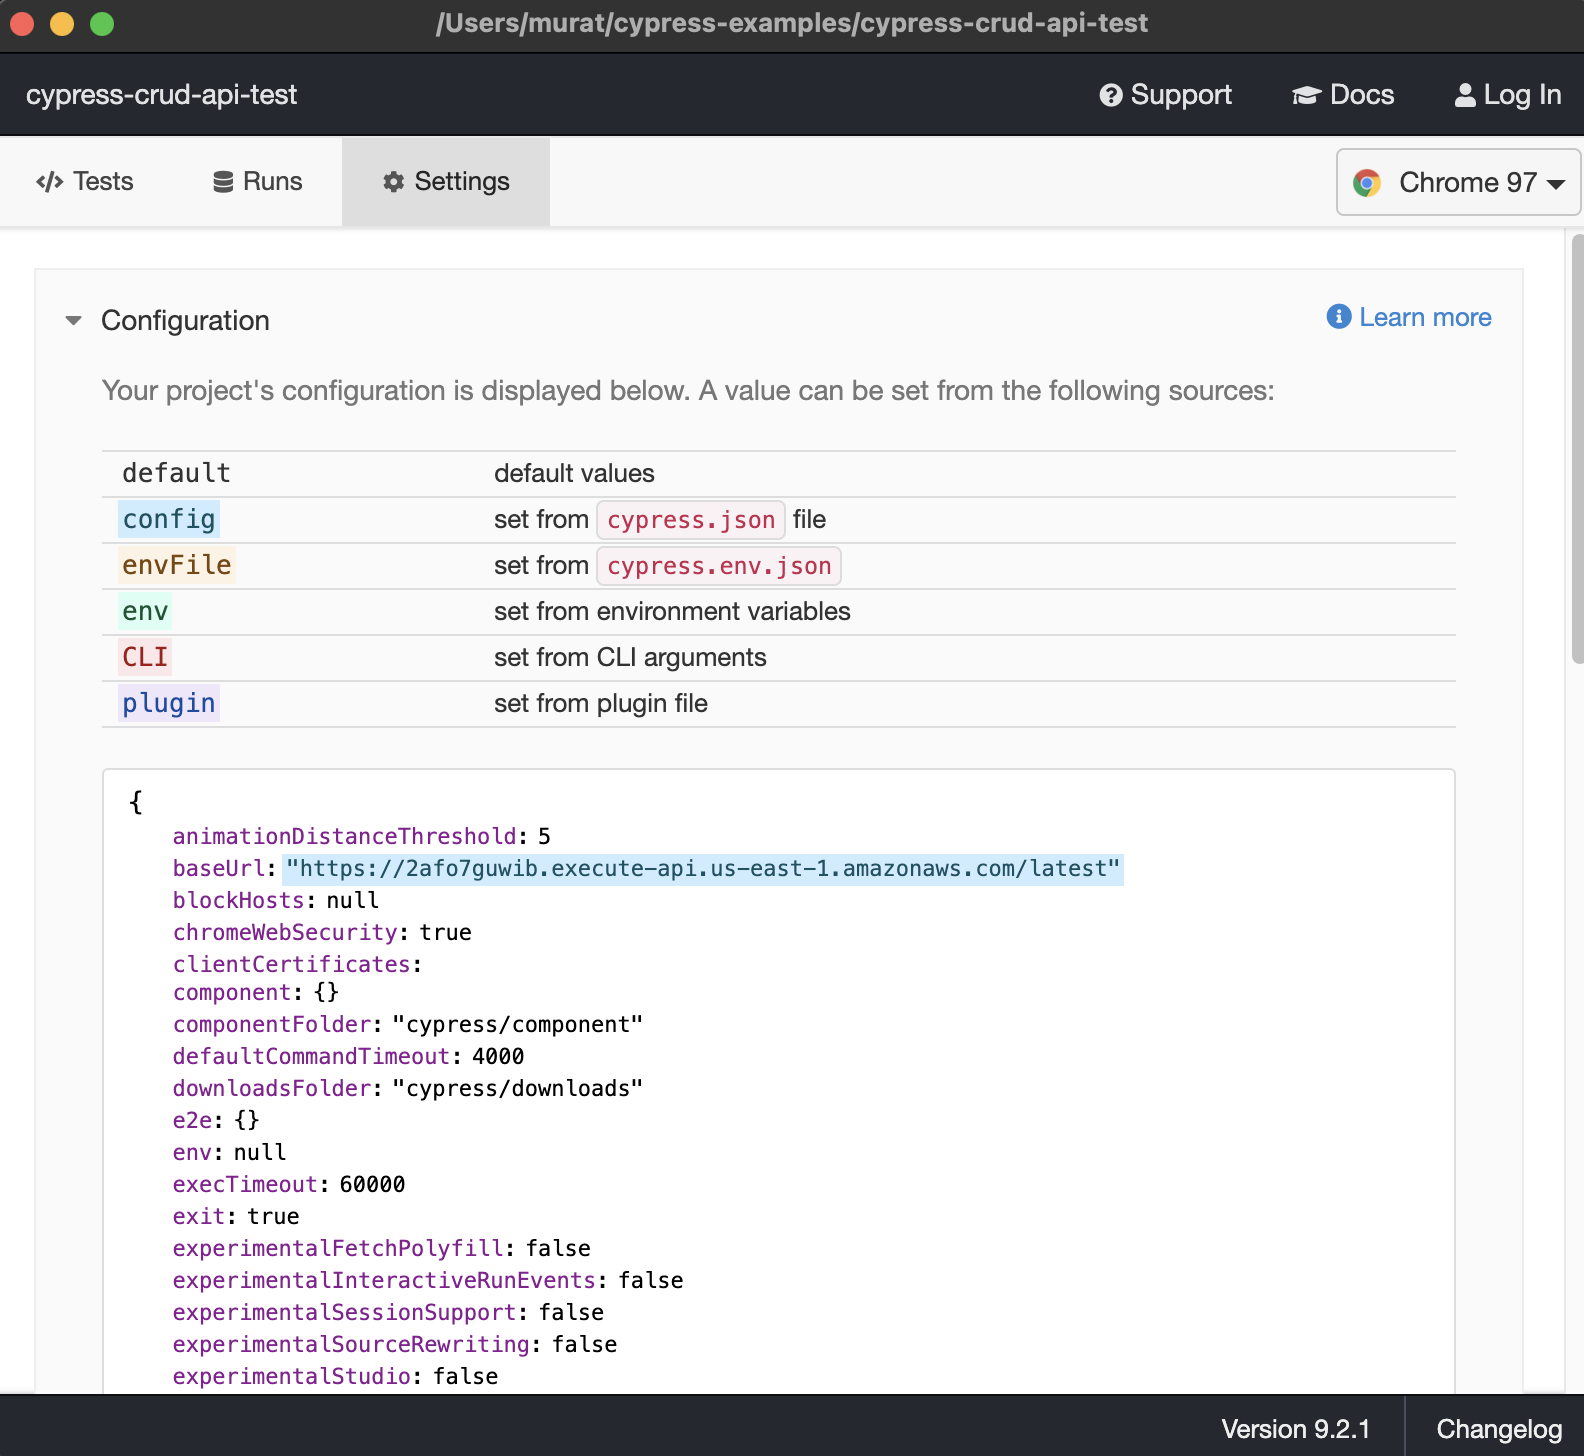 /Users/murat/cypress-examples/cypress-crud-api-test
cypress-crud-api-test Support Docs Log In
Tests Runs Settings Chrome 97
Configuration Learn more
Your project's configuration is displayed below. A value can be set from the following sources:
default default values
config set from cypress.json file
envFile set from cypress.env.json
env set from environment variables
CLI set from CLI arguments
plugin set from plugin file
{
animationDistanceThreshold: 5
baseUrl: "https://2afo7guwib.execute-api.us-east-1.amazonaws.com/latest"
blockHosts: null
chromeWebSecurity: true
clientCertificates:
component: {}
componentFolder: "cypress/component"
defaultCommandTimeout: 4000
downloadsFolder: "cypress/downloads"
e2e: {}
env: null
execTimeout: 60000
exit: true
experimentalFetchPolyfill: false
experimentalInteractiveRunEvents: false
experimentalSessionSupport: false
experimentalSourceRewriting: false
experimentalStudio: false
Version 9.2.1 Changelog